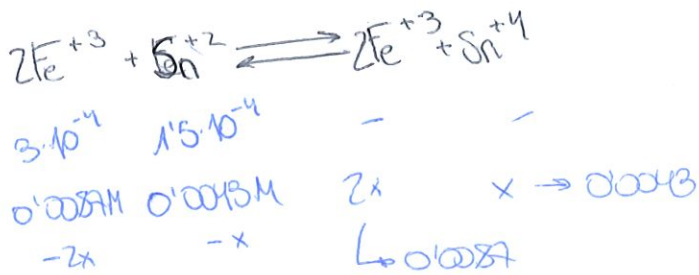 2Fe⁺³ + Sn⁺² ⇌ 2Fe⁺³ + Sn⁺⁴
3·10⁻⁴ 1'5·10⁻⁴ - -
0'0087M 0'0043M 2x x → 0'0043
-2x -x ↳ 0'0087